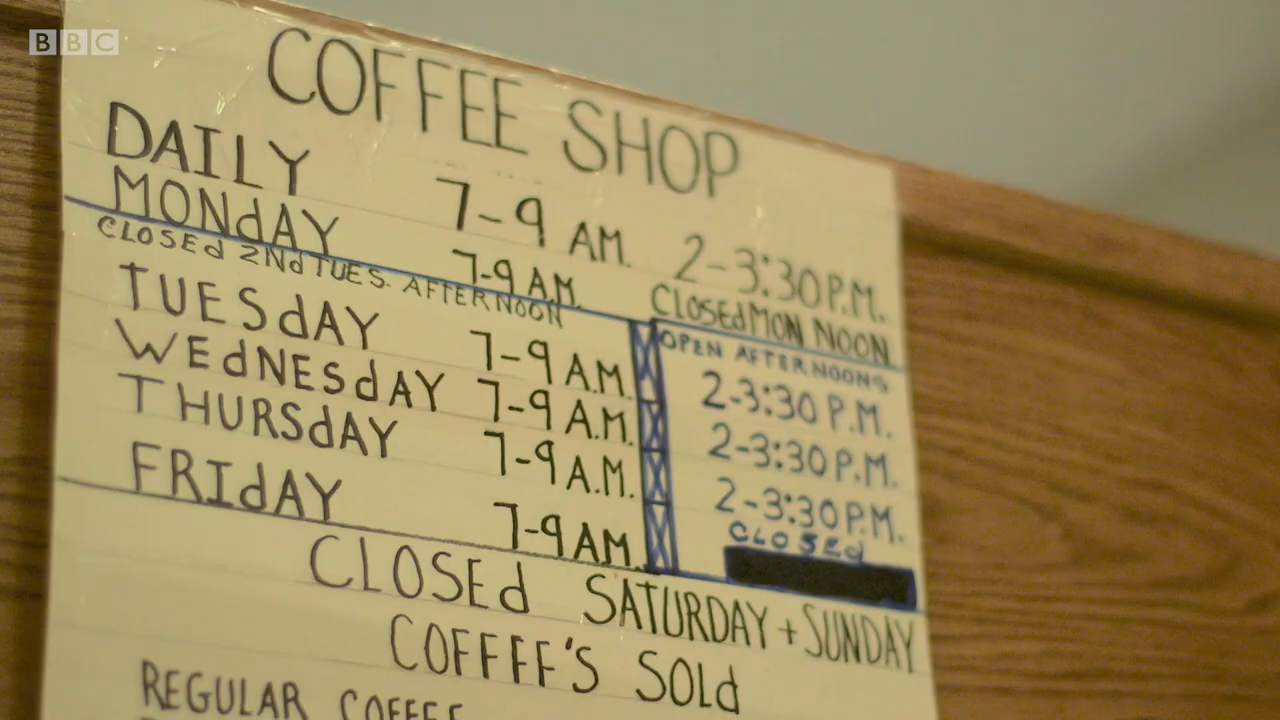 BBC
COFFEE SHOP
DAILY 7-9 AM. 2-3:30 P.M.
MONdAY 7-9 A.M. CLOSEd MON NOON
CLOSEd 2Nd TUES. AFTERNOON OPEN AFTERNOONS
TUESdAY 7-9 A.M. 2-3:30 P.M.
WEdNESdAY 7-9 A.M. 2-3:30 P.M.
THURSdAY 7-9 A.M. 2-3:30 P.M.
FRIdAY 7-9 AM. CLOSEd
CLOSEd SATURDAY + SUNDAY
COFFFF'S SOLd
REGULAR COFFEE